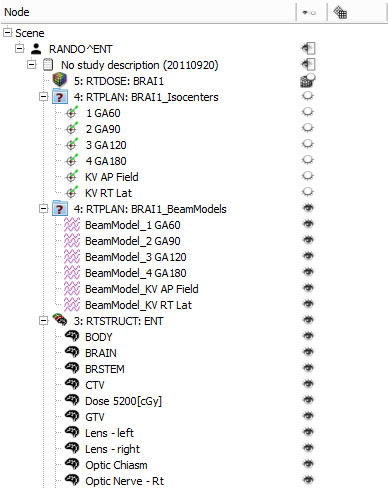 Node
Scene
RANDO^ENT
No study description (20110920)
5: RTDOSE: BRAI1
4: RTPLAN: BRAI1_Isocenters
1 GA60
2 GA90
3 GA120
4 GA180
KV AP Field
KV RT Lat
4: RTPLAN: BRAI1_BeamModels
BeamModel_1 GA60
BeamModel_2 GA90
BeamModel_3 GA120
BeamModel_4 GA180
BeamModel_KV AP Field
BeamModel_KV RT Lat
3: RTSTRUCT: ENT
BODY
BRAIN
BRSTEM
CTV
Dose 5200[cGy]
GTV
Lens - left
Lens - right
Optic Chiasm
Optic Nerve - Rt